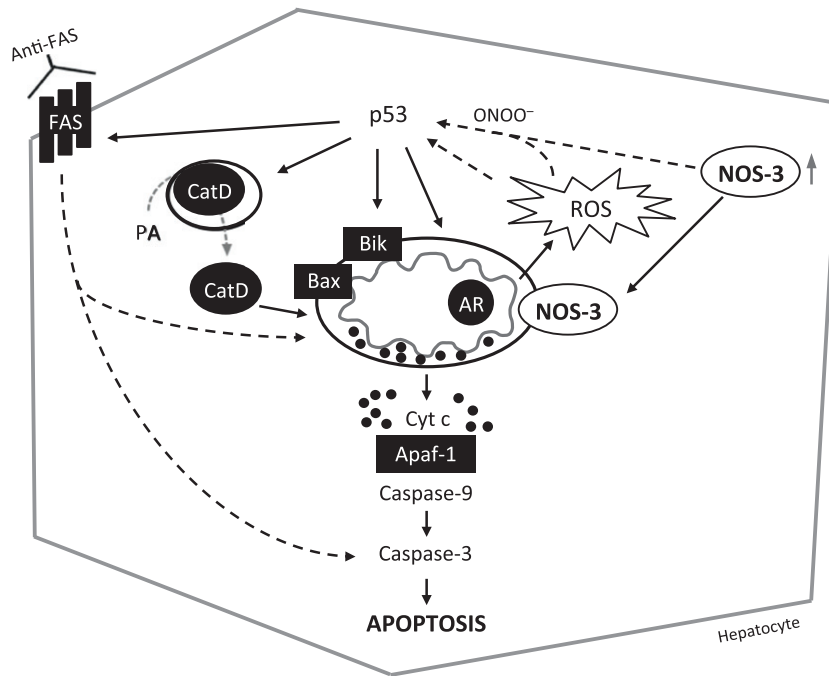 Anti-FAS
FAS
p53
ONOO⁻
NOS-3
CatD
ROS
PA
Bik
CatD
Bax
AR
NOS-3
Cyt c
Apaf-1
Caspase-9
Caspase-3
APOPTOSIS
Hepatocyte